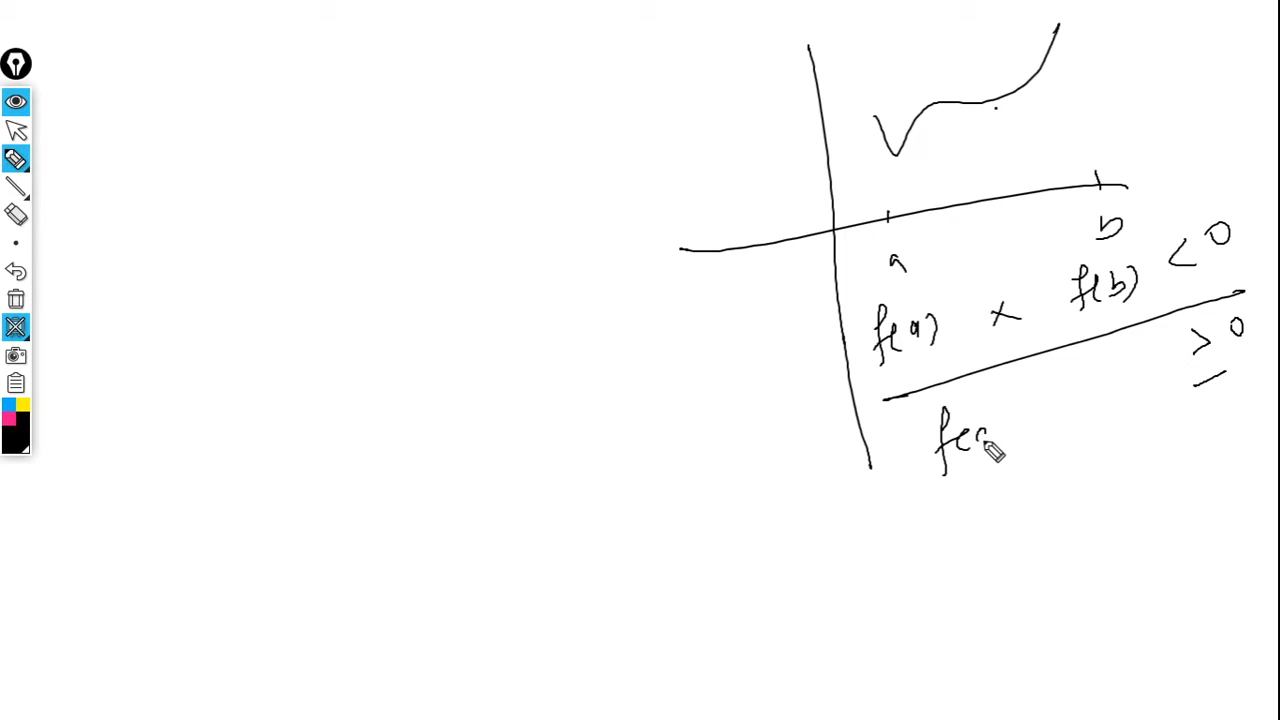 a b
f(a) × f(b) < 0
≥ 0
f(